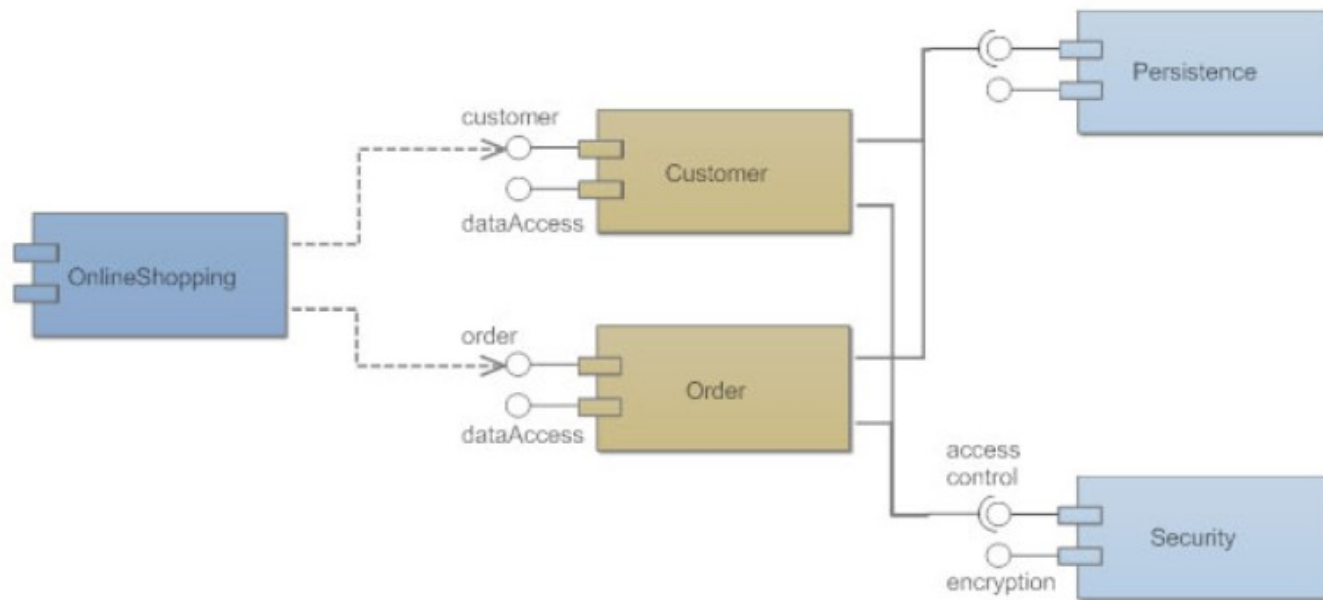 Persistence
customer
Customer
dataAccess
OnlineShopping
order
Order
dataAccess
access
control
Security
encryption